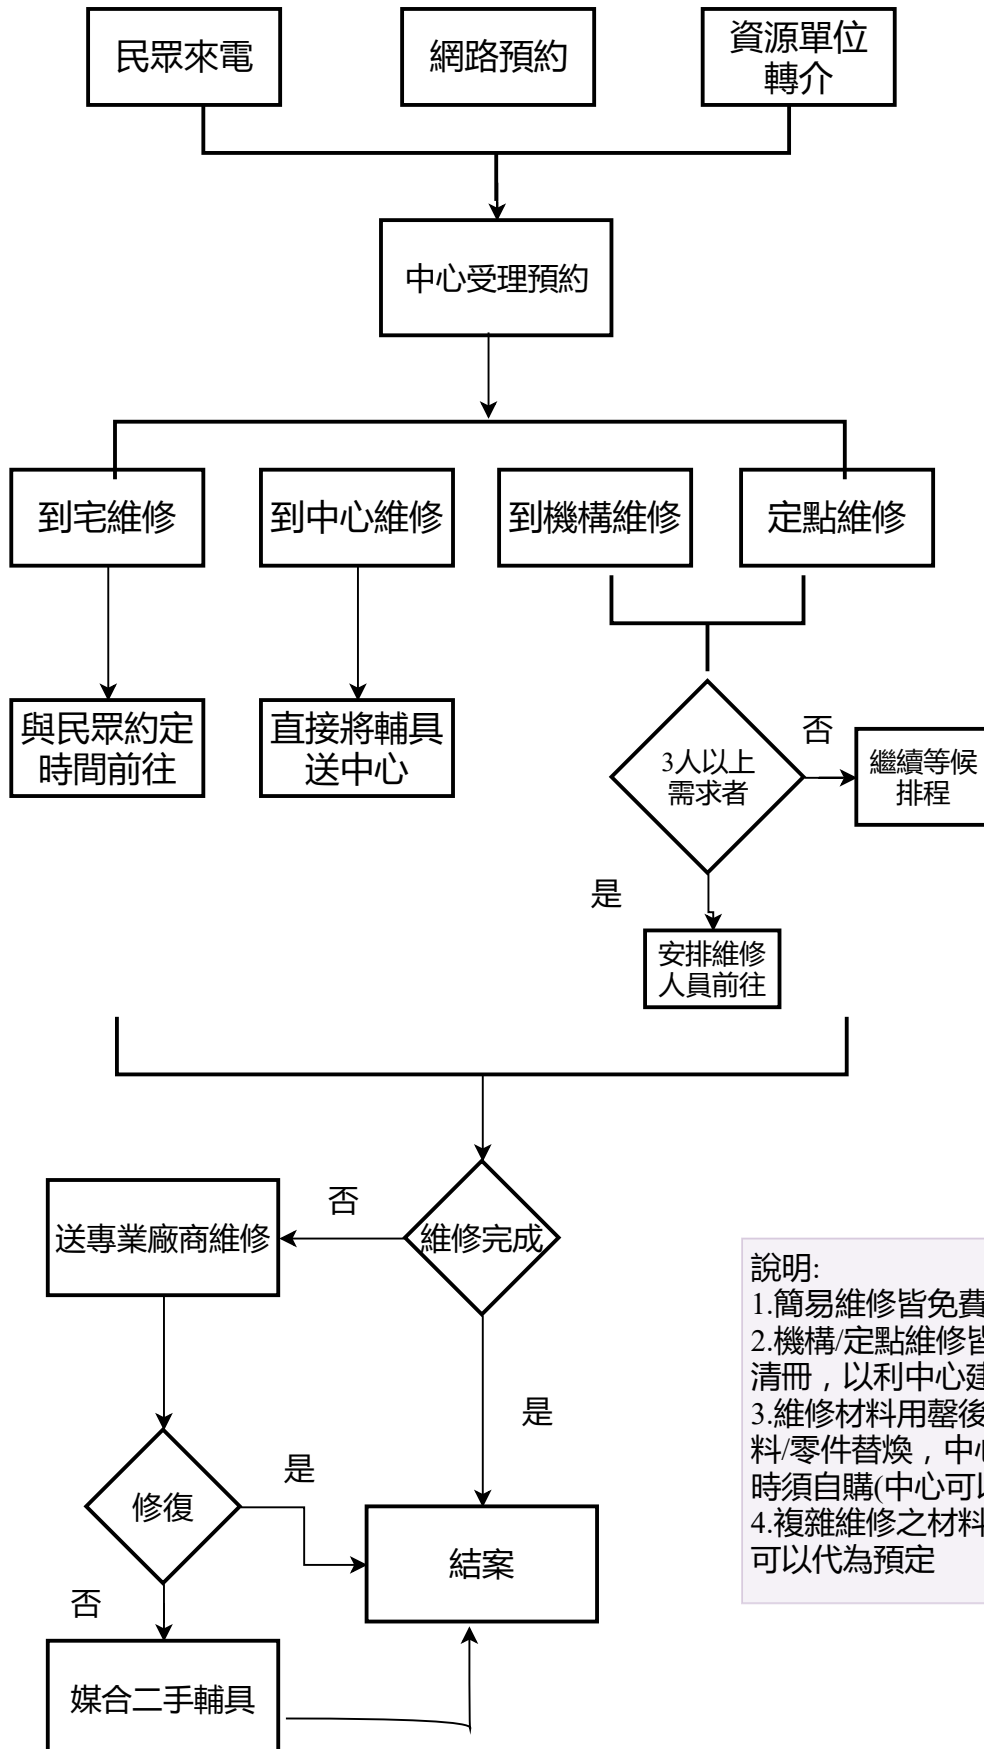 民眾來電
網路預約
資源單位
轉介
中心受理預約
到宅維修
到中心維修
到機構維修
定點維修
與民眾約定
時間前往
直接將輔具
送中心
3人以上
需求者
否
繼續等候
排程
是
安排維修
人員前往
維修完成
否
送專業廠商維修
是
修復
是
結案
否
媒合二手輔具
說明:
1.簡易維修皆免費
2.機構/定點維修皆
清冊，以利中心建
3.維修材料用罄後
料/零件替煥，中心
時須自購(中心可以
4.複雜維修之材料
可以代為預定